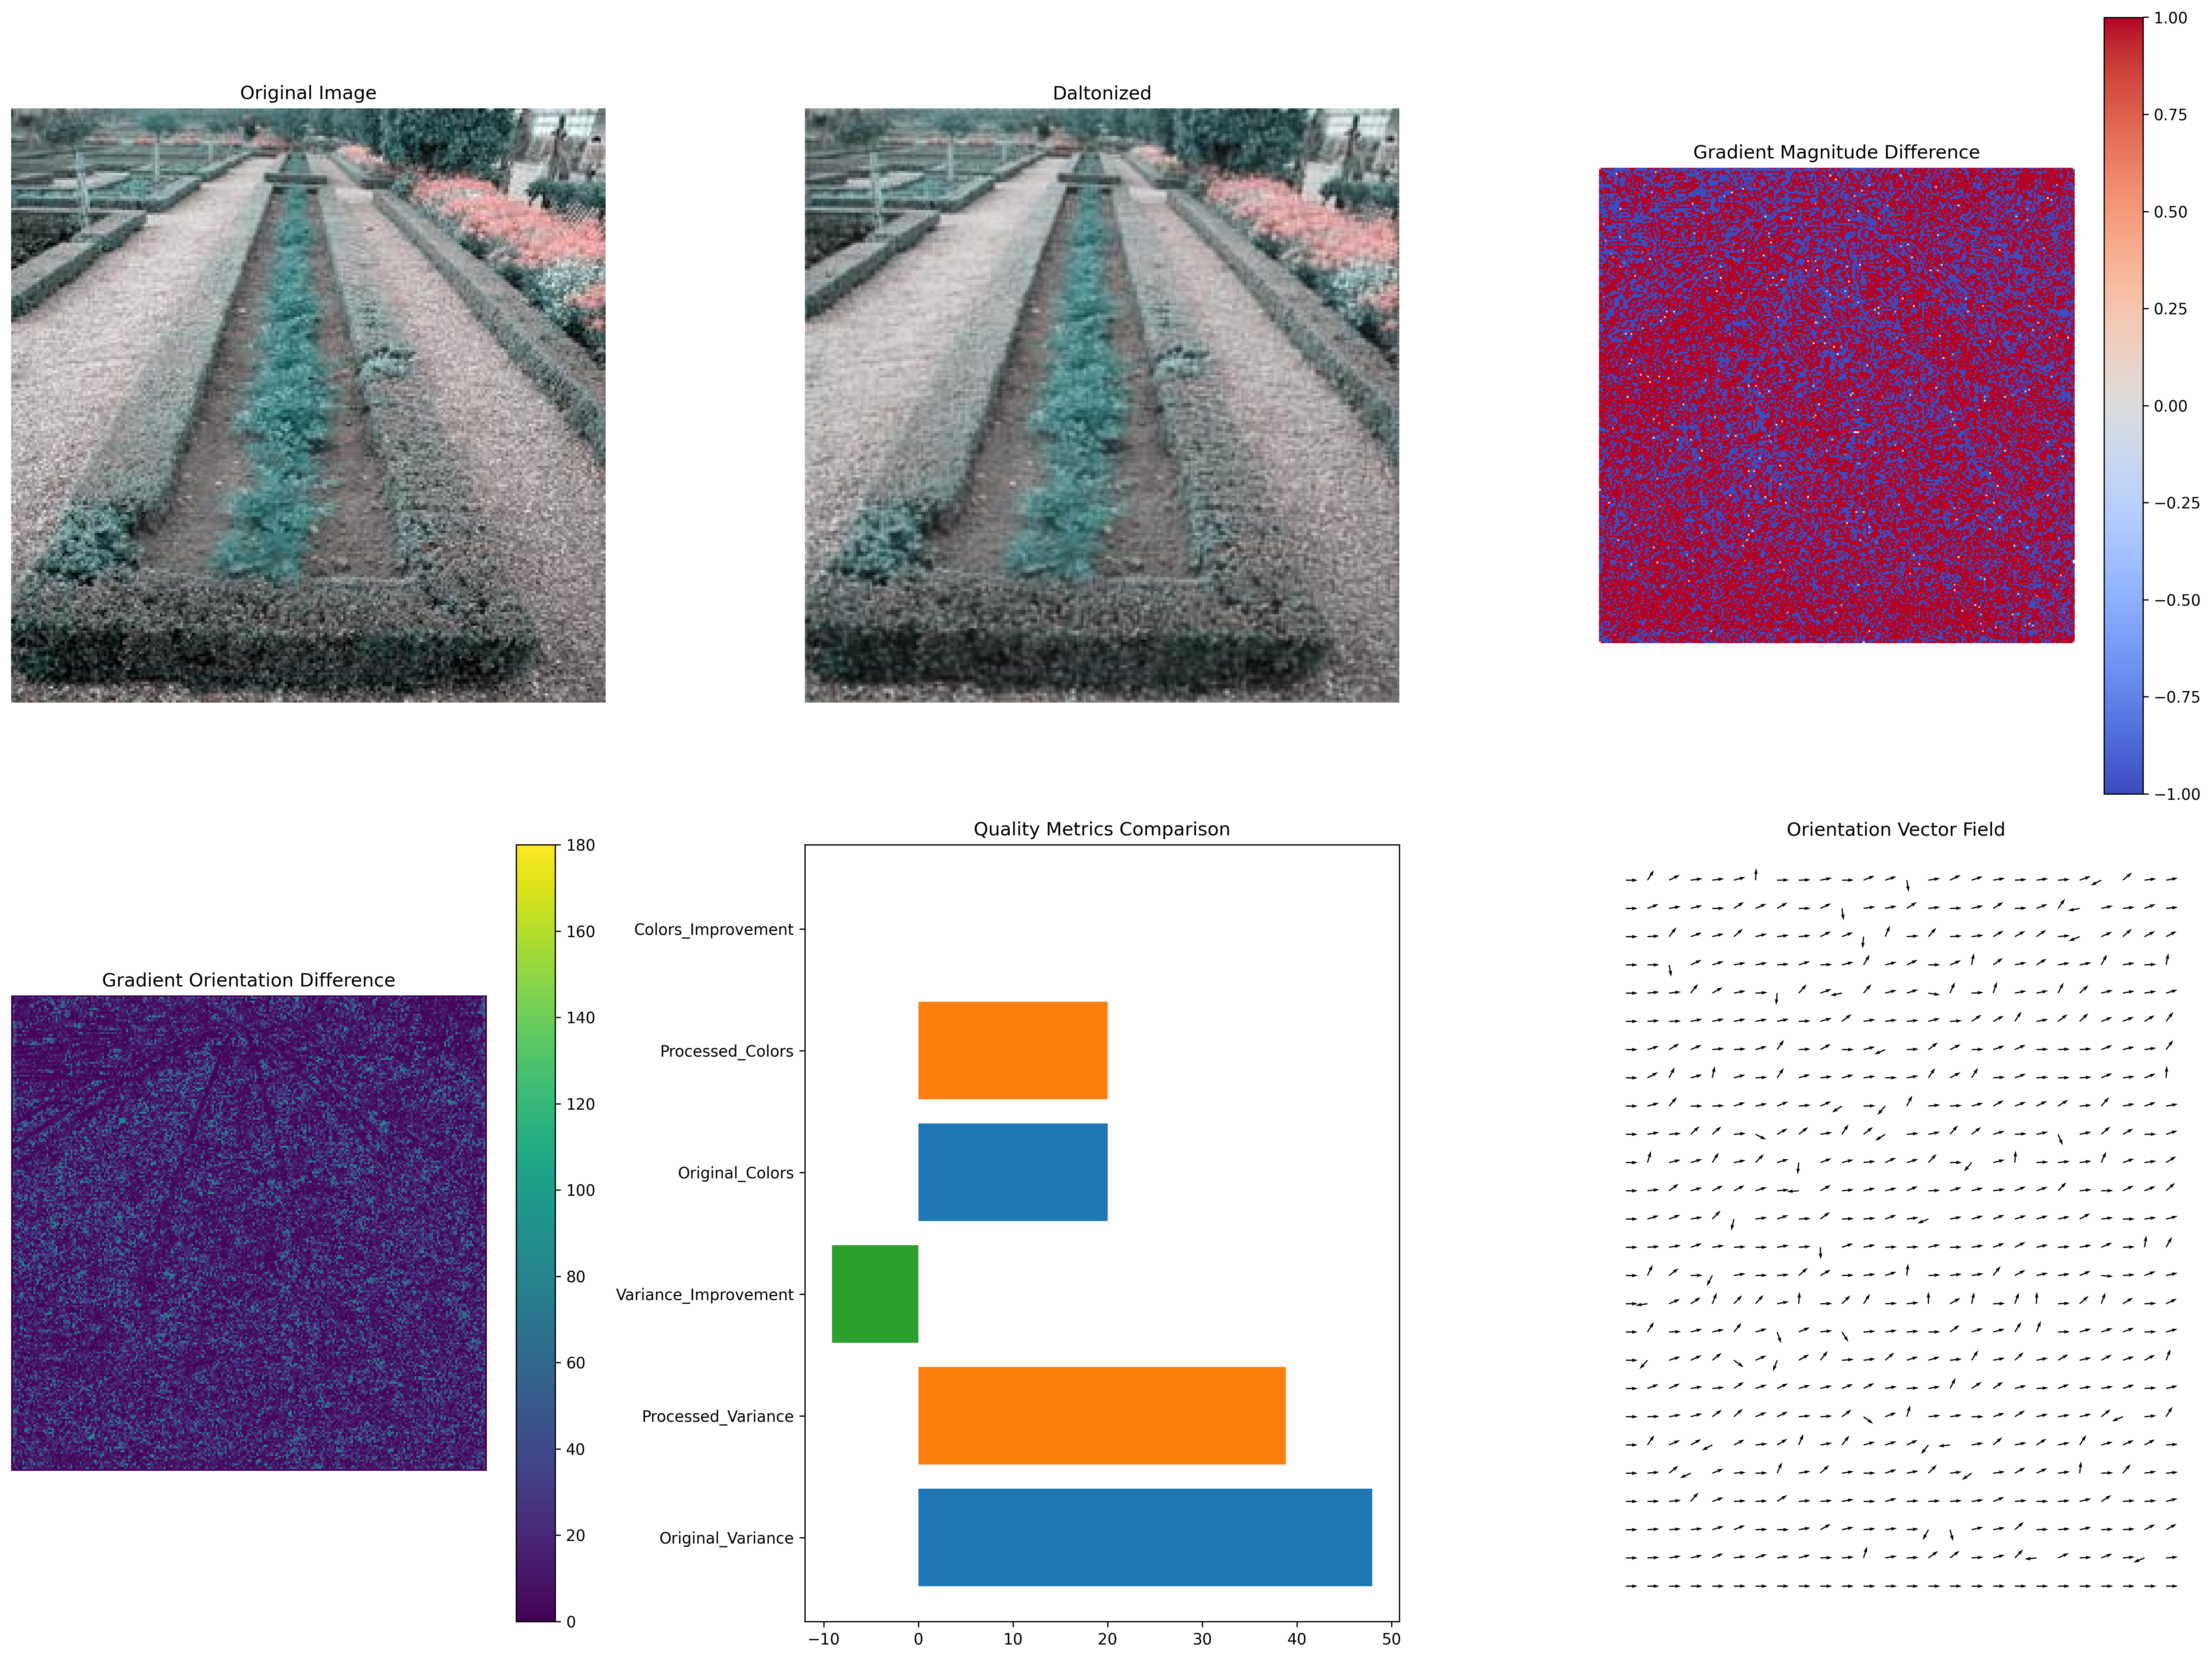 Original Image
Daltonized
Gradient Magnitude Difference
1.00
0.75
0.50
0.25
0.00
−0.25
−0.50
−0.75
−1.00
Gradient Orientation Difference
180
160
140
120
100
80
60
40
20
0
Quality Metrics Comparison
Colors_Improvement
Processed_Colors
Original_Colors
Variance_Improvement
Processed_Variance
Original_Variance
−10 0 10 20 30 40 50
Orientation Vector Field